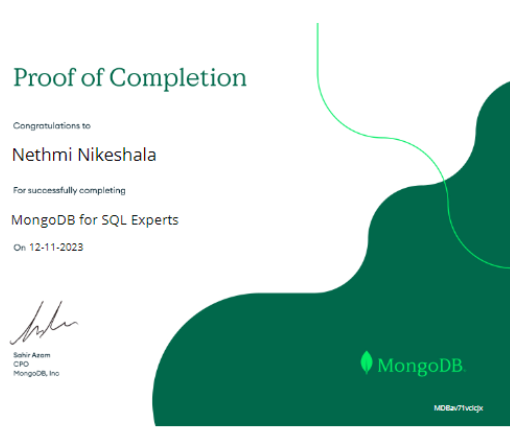 Proof of Completion
Congratulations to
Nethmi Nikeshala
For successfully completing
MongoDB for SQL Experts
On 12-11-2023
Sahir Azam
CPO
MongoDB, Inc
MongoDB.